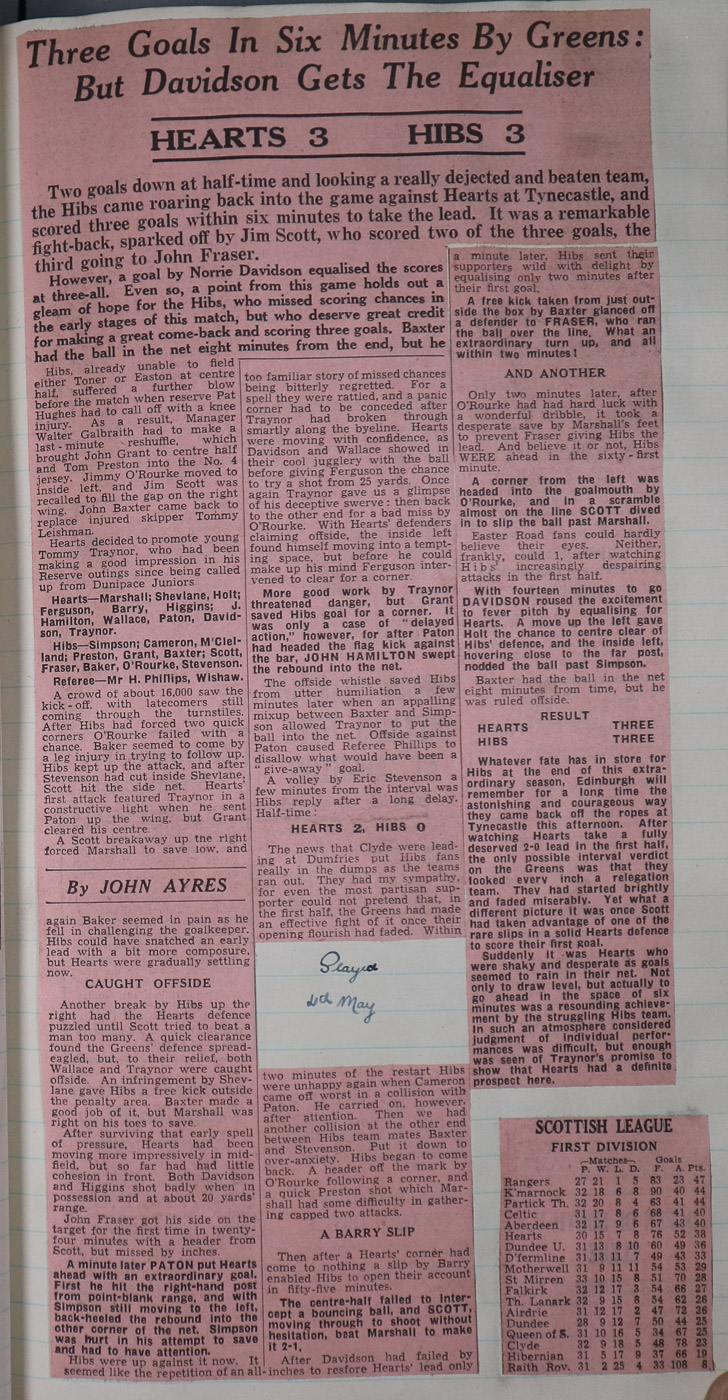 Three Goals In Six Minutes By Greens:
But Davidson Gets The Equaliser
HEARTS 3 HIBS 3
Two goals down at half-time and looking a really dejected and beaten team,
the Hibs came roaring back into the game against Hearts at Tynecastle, and
scored three goals within six minutes to take the lead. It was a remarkable
fight-back, sparked off by Jim Scott, who scored two of the three goals, the
third going to John Fraser.
However, a goal by Norrie Davidson equalised the scores
at three-all. Even so, a point from this game holds out a
gleam of hope for the Hibs, who missed scoring chances in
the early stages of this match, but who deserve great credit
for making a great come-back and scoring three goals. Baxter
had the ball in the net eight minutes from the end, but he
Hibs, already unable to field
either Toner or Easton at centre
half, suffered a further blow
before the match when reserve Pat
Hughes had to call off with a knee
injury. As a result, Manager
Walter Galbraith had to make a
last-minute reshuffle, which
brought John Grant to centre half
and Tom Preston into the No. 4
jersey. Jimmy O'Rourke moved to
inside left, and Jim Scott was
recalled to fill the gap on the right
wing. John Baxter came back to
replace injured skipper Tommy
Leishman.
Hearts decided to promote young
Tommy Traynor, who had been
making a good impression in his
Reserve outings since being called
up from Dunipace Juniors
Hearts—Marshall; Shevlane, Holt;
Ferguson, Barry, Higgins; J.
Hamilton, Wallace, Paton, David-
son, Traynor.
Hibs—Simpson; Cameron, M'Clel-
land; Preston, Grant, Baxter; Scott,
Fraser, Baker, O'Rourke, Stevenson.
Referee—Mr H. Phillips, Wishaw.
A crowd of about 16,000 saw the
kick-off, with latecomers still
coming through the turnstiles.
After Hibs had forced two quick
corners O'Rourke failed with a
chance. Baker seemed to come by
a leg injury in trying to follow up.
Hibs kept up the attack, and after
Stevenson had cut inside Shevlane,
Scott hit the side net. Hearts'
first attack featured Traynor in a
constructive light when he sent
Paton up the wing, but Grant
cleared his centre.
A Scott breakaway up the right
forced Marshall to save low, and
By JOHN AYRES
again Baker seemed in pain as he
fell in challenging the goalkeeper.
Hibs could have snatched an early
lead with a bit more composure,
but Hearts were gradually settling
now.
CAUGHT OFFSIDE
Another break by Hibs up the
right had the Hearts defence
puzzled until Scott tried to beat a
man too many. A quick clearance
found the Greens' defence spread-
eagled, but, to their relief, both
Wallace and Traynor were caught
offside. An infringement by Shev-
lane gave Hibs a free kick outside
the penalty area. Baxter made a
good job of it, but Marshall was
right on his toes to save.
After surviving that early spell
of pressure, Hearts had been
moving more impressively in mid-
field, but so far had had little
cohesion in front. Both Davidson
and Higgins shot badly when in
possession and at about 20 yards'
range.
John Fraser got his side on the
target for the first time in twenty-
four minutes with a header from
Scott, but missed by inches.
A minute later PATON put Hearts
ahead with an extraordinary goal.
First he hit the right-hand post
from point-blank range, and with
Simpson still moving to the left,
back-heeled the rebound into the
other corner of the net. Simpson
was hurt in his attempt to save
and had to have attention.
Hibs were up against it now. It
seemed like the repetition of an all-
too familiar story of missed chances
being bitterly regretted. For a
spell they were rattled, and a panic
corner had to be conceded after
Traynor had broken through
smartly along the byeline. Hearts
were moving with confidence, as
Davidson and Wallace showed in
their cool jugglery with the ball
before giving Ferguson the chance
to try a shot from 25 yards. Once
again Traynor gave us a glimpse
of his deceptive swerve: then back
to the other end for a bad miss by
O'Rourke. With Hearts' defenders
claiming offside, the inside left
found himself moving into a tempt-
ing space, but before he could
make up his mind Ferguson inter-
vened to clear for a corner.
More good work by Traynor
threatened danger, but Grant
saved Hibs goal for a corner. It
was only a case of "delayed
action," however, for after Paton
had headed the flag kick against
the bar, JOHN HAMILTON swept
the rebound into the net.
The offside whistle saved Hibs
from utter humiliation a few
minutes later when an appalling
mixup between Baxter and Simp-
son allowed Traynor to put the
ball into the net. Offside against
Paton caused Referee Phillips to
disallow what would have been a
"give-away" goal.
A volley by Eric Stevenson a
few minutes from the interval was
Hibs reply after a long delay.
Half-time:
HEARTS 2, HIBS 0
The news that Clyde were lead-
ing at Dumfries put Hibs fans
really in the dumps as the teams
ran out. They had my sympathy,
for even the most partisan sup-
porter could not pretend that, in
the first half, the Greens had made
an effective fight of it once their
opening flourish had faded. Within
Played
4th May
two minutes of the restart Hibs
were unhappy again when Cameron
came off worst in a collision with
Paton. He carried on, however,
after attention. Then we had
another collision at the other end
between Hibs team mates Baxter
and Stevenson. Put it down to
over-anxiety. Hibs began to come
back. A header off the mark by
O'Rourke following a corner, and
a quick Preston shot which Mar-
shall had some difficulty in gather-
ing capped two attacks.
A BARRY SLIP
Then after a Hearts' corner had
come to nothing a slip by Barry
enabled Hibs to open their account
in fifty-five minutes.
The centre-half failed to inter-
cept a bouncing ball, and SCOTT,
moving through to shoot without
hesitation, beat Marshall to make
it 2-1.
After Davidson had failed by
inches to restore Hearts' lead only
a minute later, Hibs sent their
supporters wild with delight by
equalising only two minutes after
their first goal.
A free kick taken from just out-
side the box by Baxter glanced off
a defender to FRASER, who ran
the ball over the line. What an
extraordinary turn up, and all
within two minutes!
AND ANOTHER
Only two minutes later, after
O'Rourke had had hard luck with
a wonderful dribble, it took a
desperate save by Marshall's feet
to prevent Fraser giving Hibs the
lead. And believe it or not, Hibs
WERE ahead in the sixty-first
minute.
A corner from the left was
headed into the goalmouth by
O'Rourke, and in a scramble
almost on the line SCOTT dived
in to slip the ball past Marshall.
Easter Road fans could hardly
believe their eyes. Neither,
frankly, could I, after watching
Hibs' increasingly despairing
attacks in the first half.
With fourteen minutes to go
DAVIDSON roused the excitement
to fever pitch by equalising for
Hearts. A move up the left gave
Holt the chance to centre clear of
Hibs' defence, and the inside left,
hovering close to the far post,
nodded the ball past Simpson.
Baxter had the ball in the net
eight minutes from time, but he
was ruled offside.
RESULT
HEARTS THREE
HIBS THREE
Whatever fate has in store for
Hibs at the end of this extra-
ordinary season, Edinburgh will
remember for a long time the
astonishing and courageous way
they came back off the ropes at
Tynecastle this afternoon. After
watching Hearts take a fully
deserved 2-0 lead in the first half,
the only possible interval verdict
on the Greens was that they
looked every inch a relegation
team. They had started brightly
and faded miserably. Yet what a
different picture it was once Scott
had taken advantage of one of the
rare slips in a solid Hearts defence
to score their first goal.
Suddenly it was Hearts who
were shaky and desperate as goals
seemed to rain in their net. Not
only to draw level, but actually to
go ahead in the space of six
minutes was a resounding achieve-
ment by the struggling Hibs team.
In such an atmosphere considered
judgment of individual perfor-
mances was difficult, but enough
was seen of Traynor's promise to
show that Hearts had a definite
prospect here.
SCOTTISH LEAGUE
FIRST DIVISION
—Matches— Goals
P. W. L. D. F. A. Pts.
Rangers 27 21 1 5 83 23 47
K'marnock 32 18 6 8 90 40 44
Partick Th. 32 20 8 4 63 41 44
Celtic 31 17 8 6 68 41 40
Aberdeen 32 17 9 6 67 43 40
Hearts 30 15 7 8 76 52 38
Dundee U. 31 13 8 10 60 49 36
D'fermline 31 13 11 7 49 43 33
Motherwell 31 9 11 11 54 53 29
St Mirren 33 10 15 8 51 70 28
Falkirk 32 12 17 3 54 66 27
Th. Lanark 32 9 15 8 54 62 26
Airdrie 31 12 17 2 47 72 26
Dundee 28 9 12 7 50 44 25
Queen of S. 31 10 16 5 34 67 25
Clyde 32 9 18 5 48 78 23
Hibernian 31 5 17 9 37 66 19
Raith Rov. 31 2 25 4 33 108 8